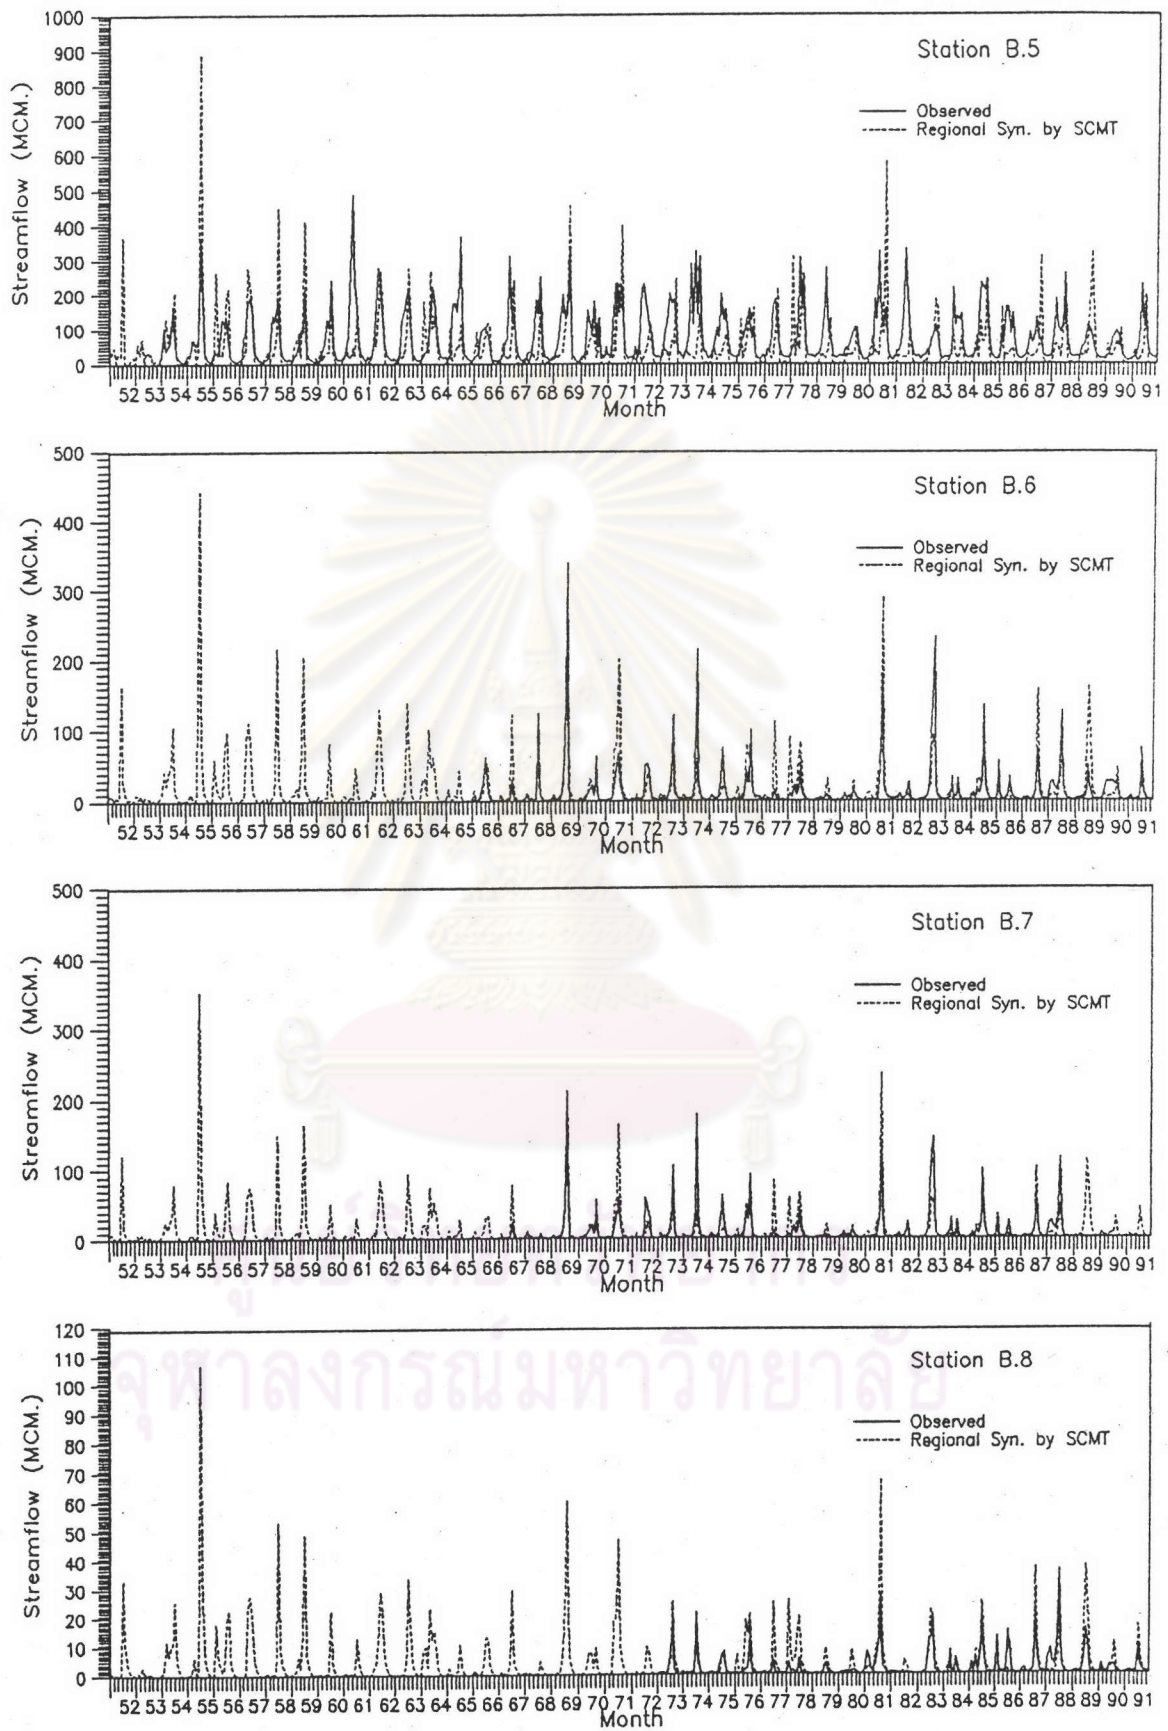 Station B.5
Streamflow (MCM.)
1000
900
800
700
600
500
400
300
200
100
0
Observed
Regional Syn. by SCMT
52 53 54 55 56 57 58 59 60 61 62 63 64 65 66 67 68 69 70 71 72 73 74 75 76 77 78 79 80 81 82 83 84 85 86 87 88 89 90 91
Month
Station B.6
Streamflow (MCM.)
500
400
300
200
100
0
Observed
Regional Syn. by SCMT
52 53 54 55 56 57 58 59 60 61 62 63 64 65 66 67 68 69 70 71 72 73 74 75 76 77 78 79 80 81 82 83 84 85 86 87 88 89 90 91
Month
Station B.7
Streamflow (MCM.)
500
400
300
200
100
0
Observed
Regional Syn. by SCMT
52 53 54 55 56 57 58 59 60 61 62 63 64 65 66 67 68 69 70 71 72 73 74 75 76 77 78 79 80 81 82 83 84 85 86 87 88 89 90 91
Month
Station B.8
Streamflow (MCM.)
120
110
100
90
80
70
60
50
40
30
20
10
0
Observed
Regional Syn. by SCMT
52 53 54 55 56 57 58 59 60 61 62 63 64 65 66 67 68 69 70 71 72 73 74 75 76 77 78 79 80 81 82 83 84 85 86 87 88 89 90 91
Month
จุฬาลงกรณ์มหาวิทยาลัย